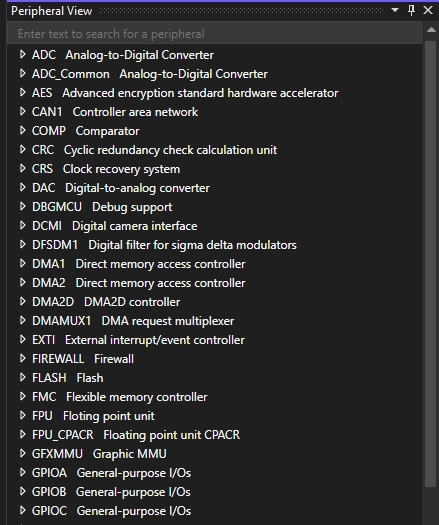 Peripheral View
Enter text to search for a peripheral
ADC Analog-to-Digital Converter
ADC_Common Analog-to-Digital Converter
AES Advanced encryption standard hardware accelerator
CAN1 Controller area network
COMP Comparator
CRC Cyclic redundancy check calculation unit
CRS Clock recovery system
DAC Digital-to-analog converter
DBGMCU Debug support
DCMI Digital camera interface
DFSDM1 Digital filter for sigma delta modulators
DMA1 Direct memory access controller
DMA2 Direct memory access controller
DMA2D DMA2D controller
DMAMUX1 DMA request multiplexer
EXTI External interrupt/event controller
FIREWALL Firewall
FLASH Flash
FMC Flexible memory controller
FPU Floting point unit
FPU_CPACR Floating point unit CPACR
GFXMMU Graphic MMU
GPIOA General-purpose I/Os
GPIOB General-purpose I/Os
GPIOC General-purpose I/Os